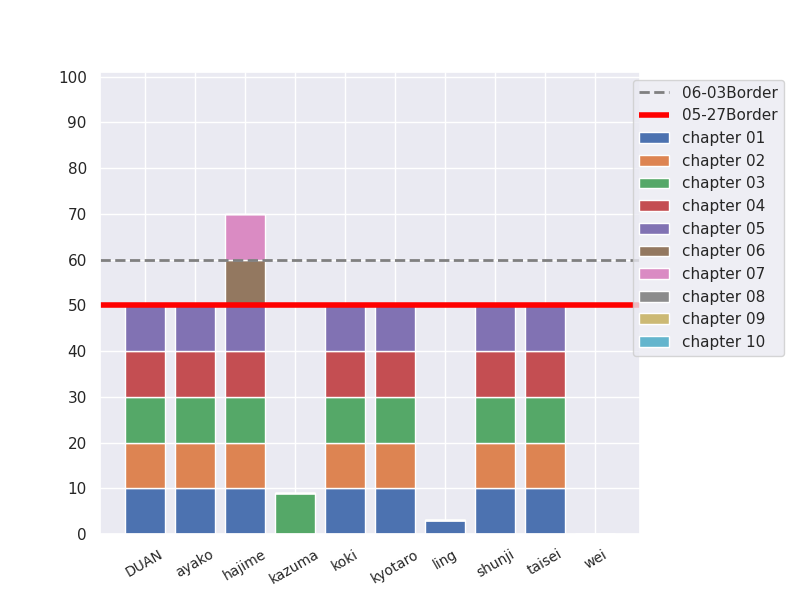 100
90
80
70
60
50
40
30
20
10
0
DUAN
ayako
hajime
kazuma
koki
kyotaro
ling
shunji
taisei
wei
06-03Border
05-27Border
chapter 01
chapter 02
chapter 03
chapter 04
chapter 05
chapter 06
chapter 07
chapter 08
chapter 09
chapter 10